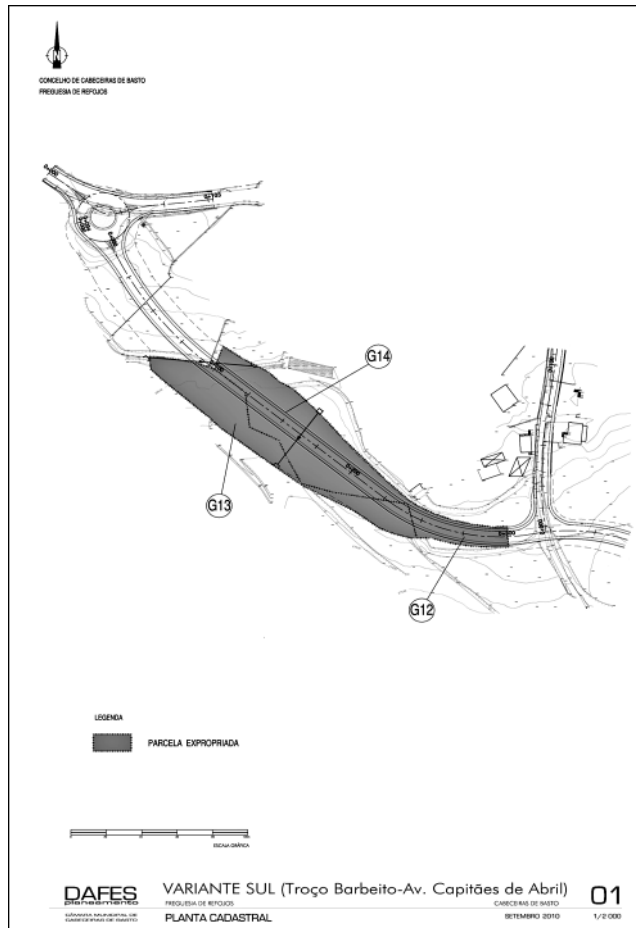 N
CONCELHO DE CABECEIRAS DE BASTO
FREGUESIA DE REFOJOS
G14
G13
G12
LEGENDA
PARCELA EXPROPRIADA
ESCALA GRÁFICA
DAFES
planeamento
CÂMARA MUNICIPAL DE
CABECEIRAS DE BASTO
VARIANTE SUL (Troço Barbeito-Av. Capitães de Abril)
FREGUESIA DE REFOJOS
CABECEIRAS DE BASTO
PLANTA CADASTRAL
SETEMBRO 2010
01
1/2 000